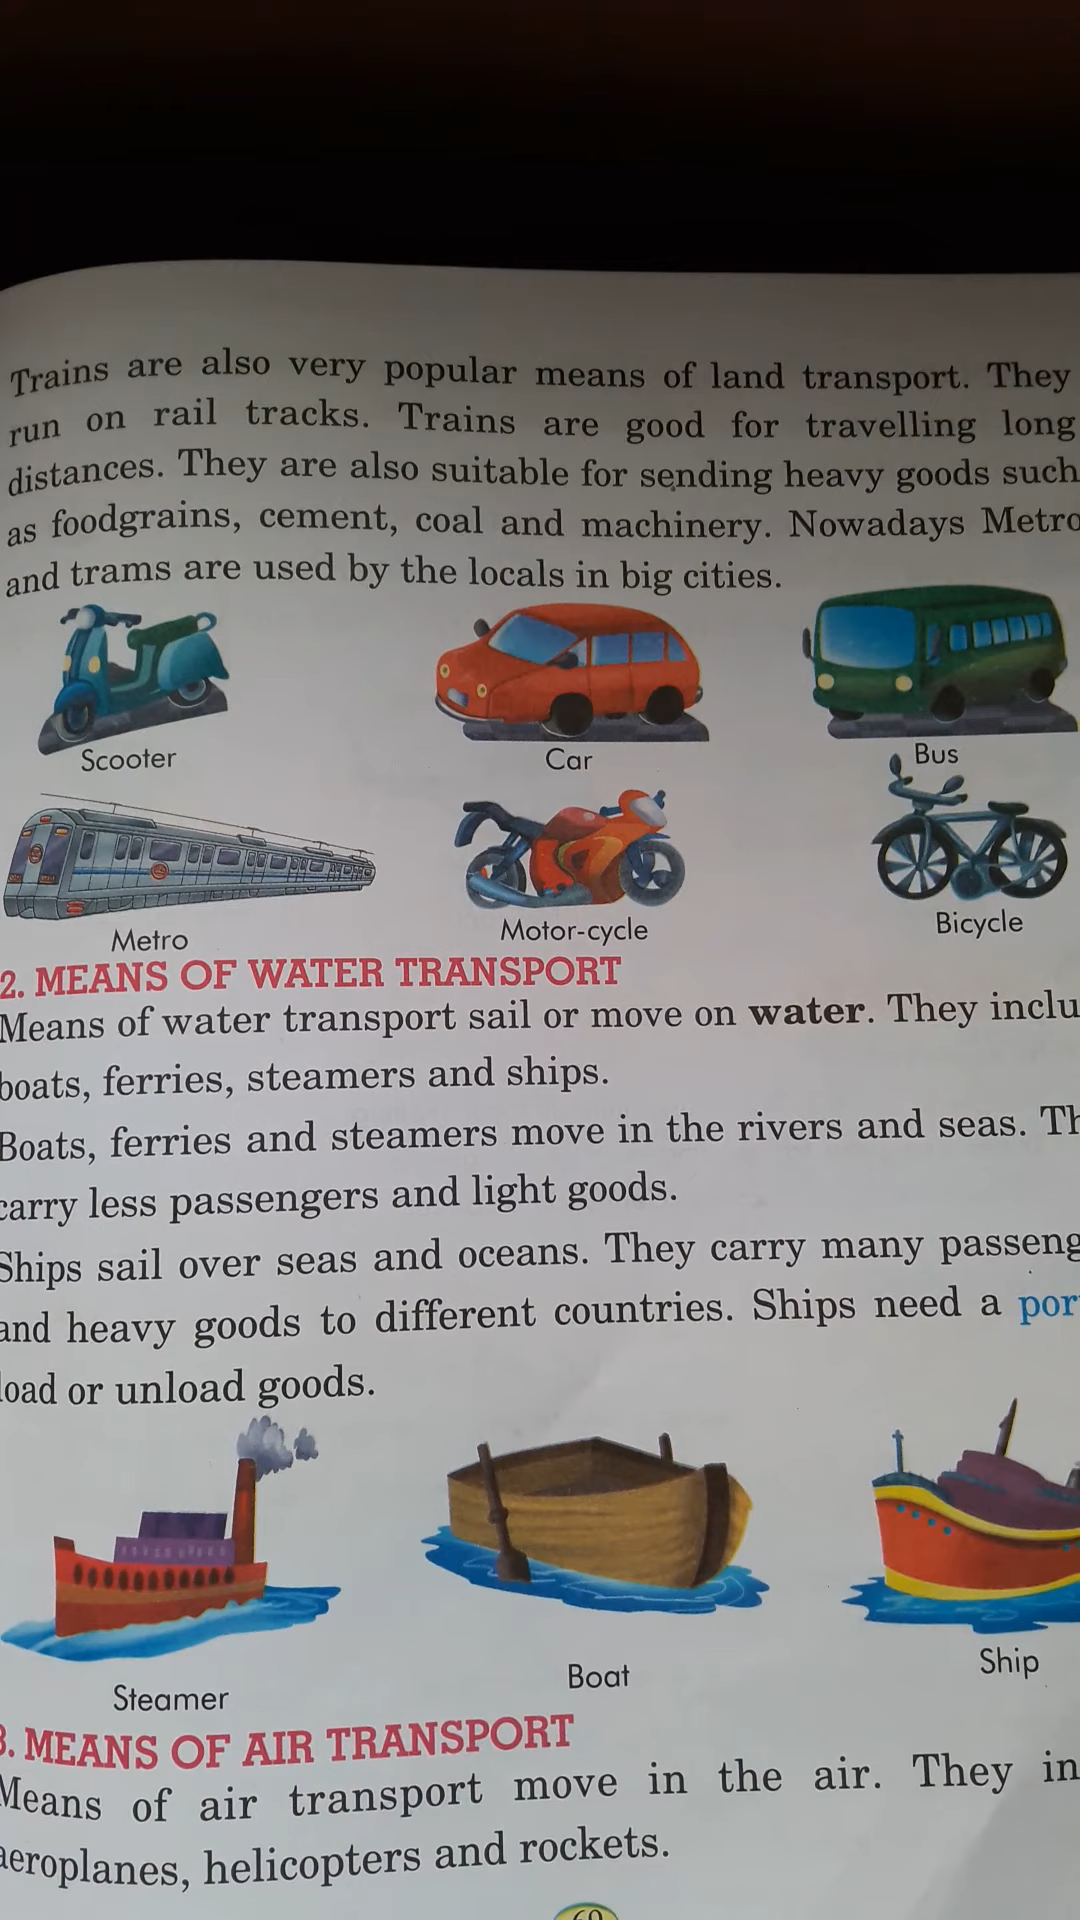 Trains are also very popular means of land transport. They
run on rail tracks. Trains are good for travelling long
distances. They are also suitable for sending heavy goods such
as foodgrains, cement, coal and machinery. Nowadays Metro
and trams are used by the locals in big cities.
Scooter Car Bus
Metro Motor-cycle Bicycle
2. MEANS OF WATER TRANSPORT
Means of water transport sail or move on water. They inclu
boats, ferries, steamers and ships.
Boats, ferries and steamers move in the rivers and seas. Th
carry less passengers and light goods.
Ships sail over seas and oceans. They carry many passeng
and heavy goods to different countries. Ships need a por
load or unload goods.
Steamer Boat Ship
3. MEANS OF AIR TRANSPORT
Means of air transport move in the air. They in
aeroplanes, helicopters and rockets.